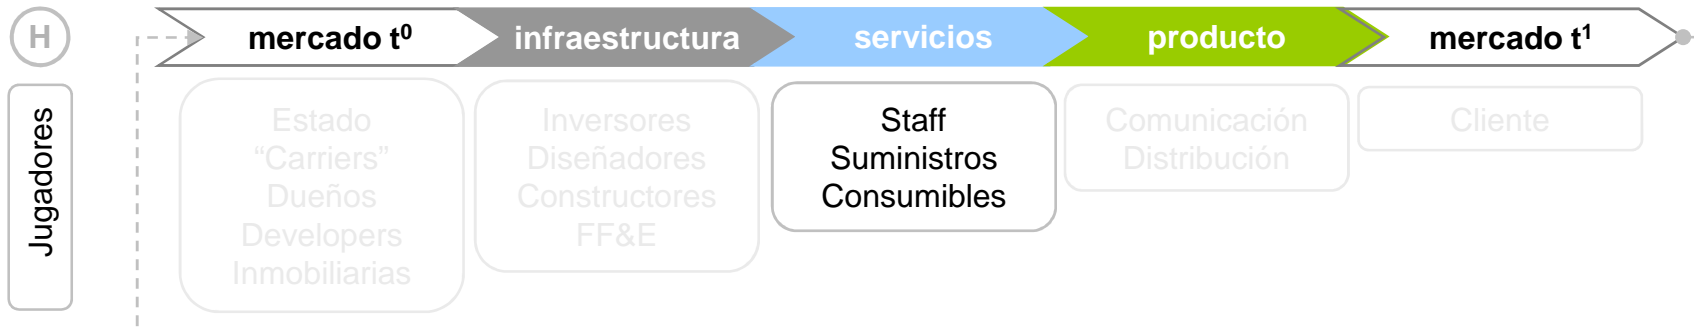 H
mercado t⁰
infraestructura
servicios
producto
mercado t¹
Jugadores
Estado
“Carriers”
Dueños
Developers
Inmobiliarias
Inversores
Diseñadores
Constructores
FF&E
Staff
Suministros
Consumibles
Comunicación
Distribución
Cliente